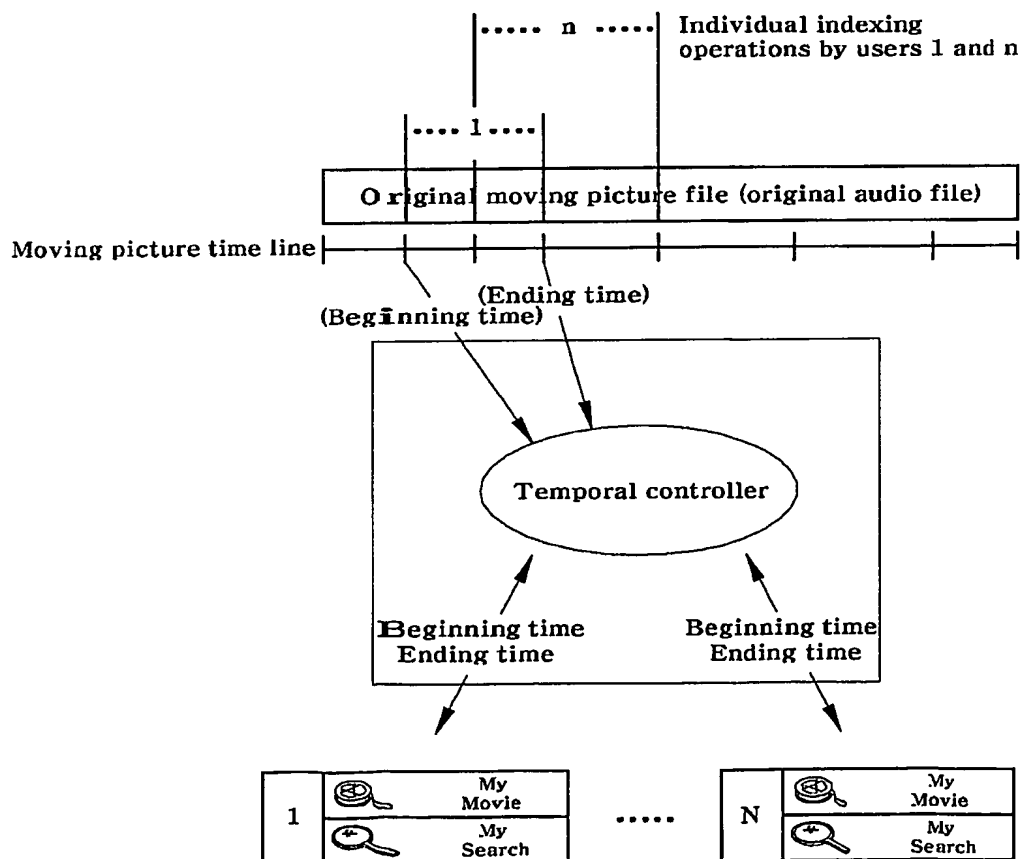 ..... n .....
Individual indexing
operations by users 1 and n
.... 1 ....
Original moving picture file (original audio file)
Moving picture time line
(Ending time)
(Beginning time)
Temporal controller
Beginning time
Ending time
Beginning time
Ending time
1
My
Movie
My
Search
.....
N
My
Movie
My
Search